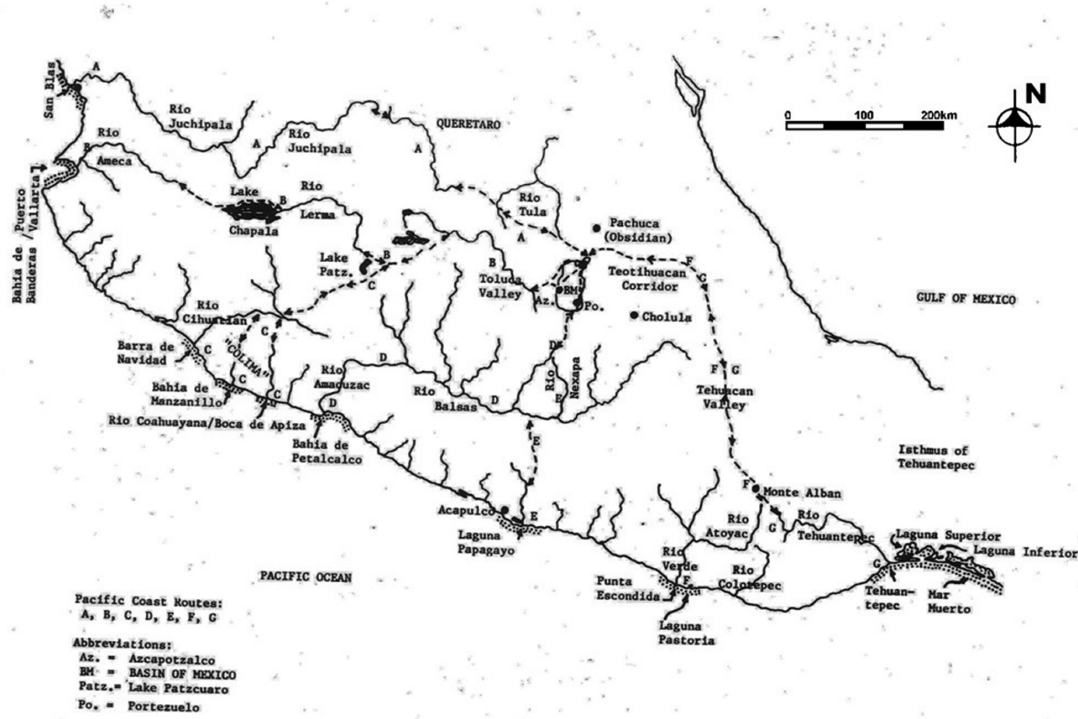 A
San Blas
Rio
Juchipala
QUERETARO
0 100 200km
N
Rio
Ameca
B
A
Rio
Juchipala
A
Bahia de /Puerto
Banderas Vallarta
Lake
Chapala
B
Rio
Lerma
Rio
Tula
A
Pachuca
(Obsidian)
Lake
Patz.
B
C
B
Toluca
Valley
Az.
BM
Po.
Teotihuacan
Corridor
F
G
GULF OF MEXICO
Cholula
Rio
Cihuatlan
C
"COLIMA"
C
Barra de
Navidad
C
Bahia de
Manzanillo
C
Rio Coahuayana/Boca de Apiza
D
Rio
Amacuzac
D
Bahia de
Petalcalco
Rio
Balsas
D
D
Rio
Nexapa
E
F G
Tehuacan
Valley
E
Isthmus of
Tehuantepec
Acapulco
E
Laguna
Papagayo
F
Monte Alban
G
Rio
Atoyac
Rio
Tehuantepec
Laguna Superior
Laguna Inferior
Rio
Verde
Rio
Colotepec
G
Tehuan-
tepec
Mar
Muerto
Punta
Escondida
F
Laguna
Pastoria
PACIFIC OCEAN
Pacific Coast Routes:
A, B, C, D, E, F, G
Abbreviations:
Az. = Azcapotzalco
BM = BASIN OF MEXICO
Patz.= Lake Patzcuaro
Po. = Portezuelo